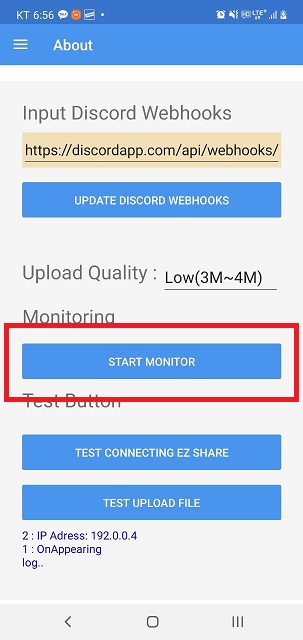 KT 6:56
About
Input Discord Webhooks
https://discordapp.com/api/webhooks/
UPDATE DISCORD WEBHOOKS
Upload Quality : Low(3M~4M)
Monitoring
START MONITOR
Test Button
TEST CONNECTING EZ SHARE
TEST UPLOAD FILE
2 : IP Adress: 192.0.0.4
1 : OnAppearing
log..